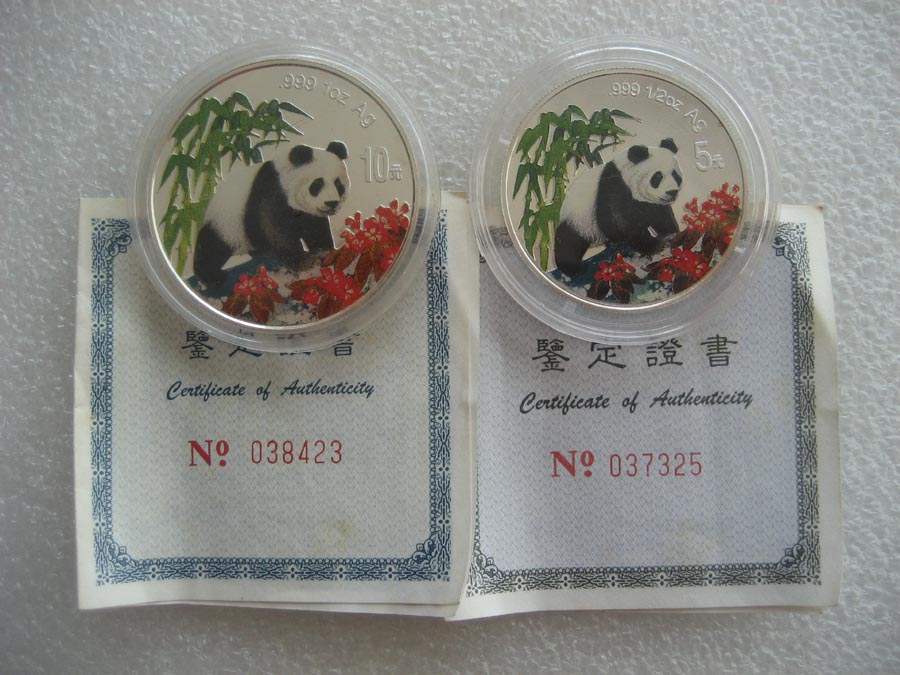 .999 1oz Ag
10元
.999 1/2oz Ag
5元
鑒定證書
Certificate of Authenticity
Nº 038423
鑒定證書
Certificate of Authenticity
Nº 037325